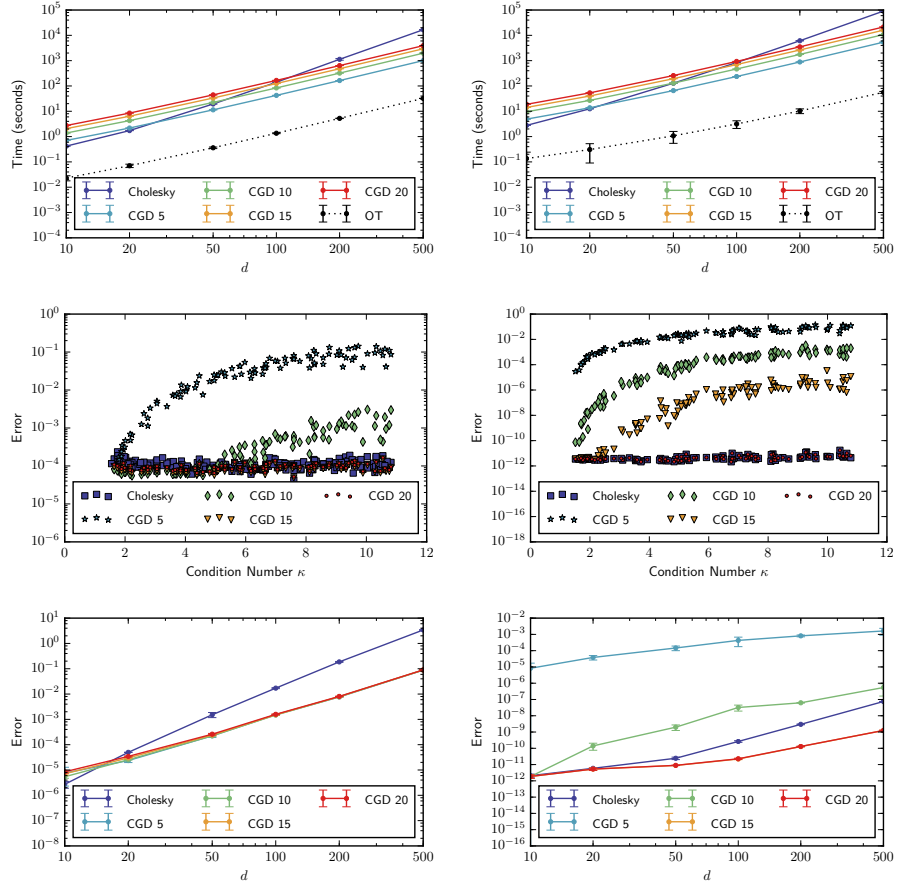 Time (seconds)
10^5
10^4
10^3
10^2
10^1
10^0
10^-1
10^-2
10^-3
10^-4
Cholesky
CGD 5
CGD 10
CGD 15
CGD 20
OT
10 20 50 100 200 500
d
Time (seconds)
10^5
10^4
10^3
10^2
10^1
10^0
10^-1
10^-2
10^-3
10^-4
Cholesky
CGD 5
CGD 10
CGD 15
CGD 20
OT
10 20 50 100 200 500
d
Error
10^0
10^-1
10^-2
10^-3
10^-4
10^-5
10^-6
Cholesky
CGD 5
CGD 10
CGD 15
CGD 20
0 2 4 6 8 10 12
Condition Number κ
Error
10^0
10^-2
10^-4
10^-6
10^-8
10^-10
10^-12
10^-14
10^-16
10^-18
Cholesky
CGD 5
CGD 10
CGD 15
CGD 20
0 2 4 6 8 10 12
Condition Number κ
Error
10^1
10^0
10^-1
10^-2
10^-3
10^-4
10^-5
10^-6
10^-7
10^-8
Cholesky
CGD 5
CGD 10
CGD 15
CGD 20
10 20 50 100 200 500
d
Error
10^-2
10^-3
10^-4
10^-5
10^-6
10^-7
10^-8
10^-9
10^-10
10^-11
10^-12
10^-13
10^-14
10^-15
10^-16
Cholesky
CGD 5
CGD 10
CGD 15
CGD 20
10 20 50 100 200 500
d